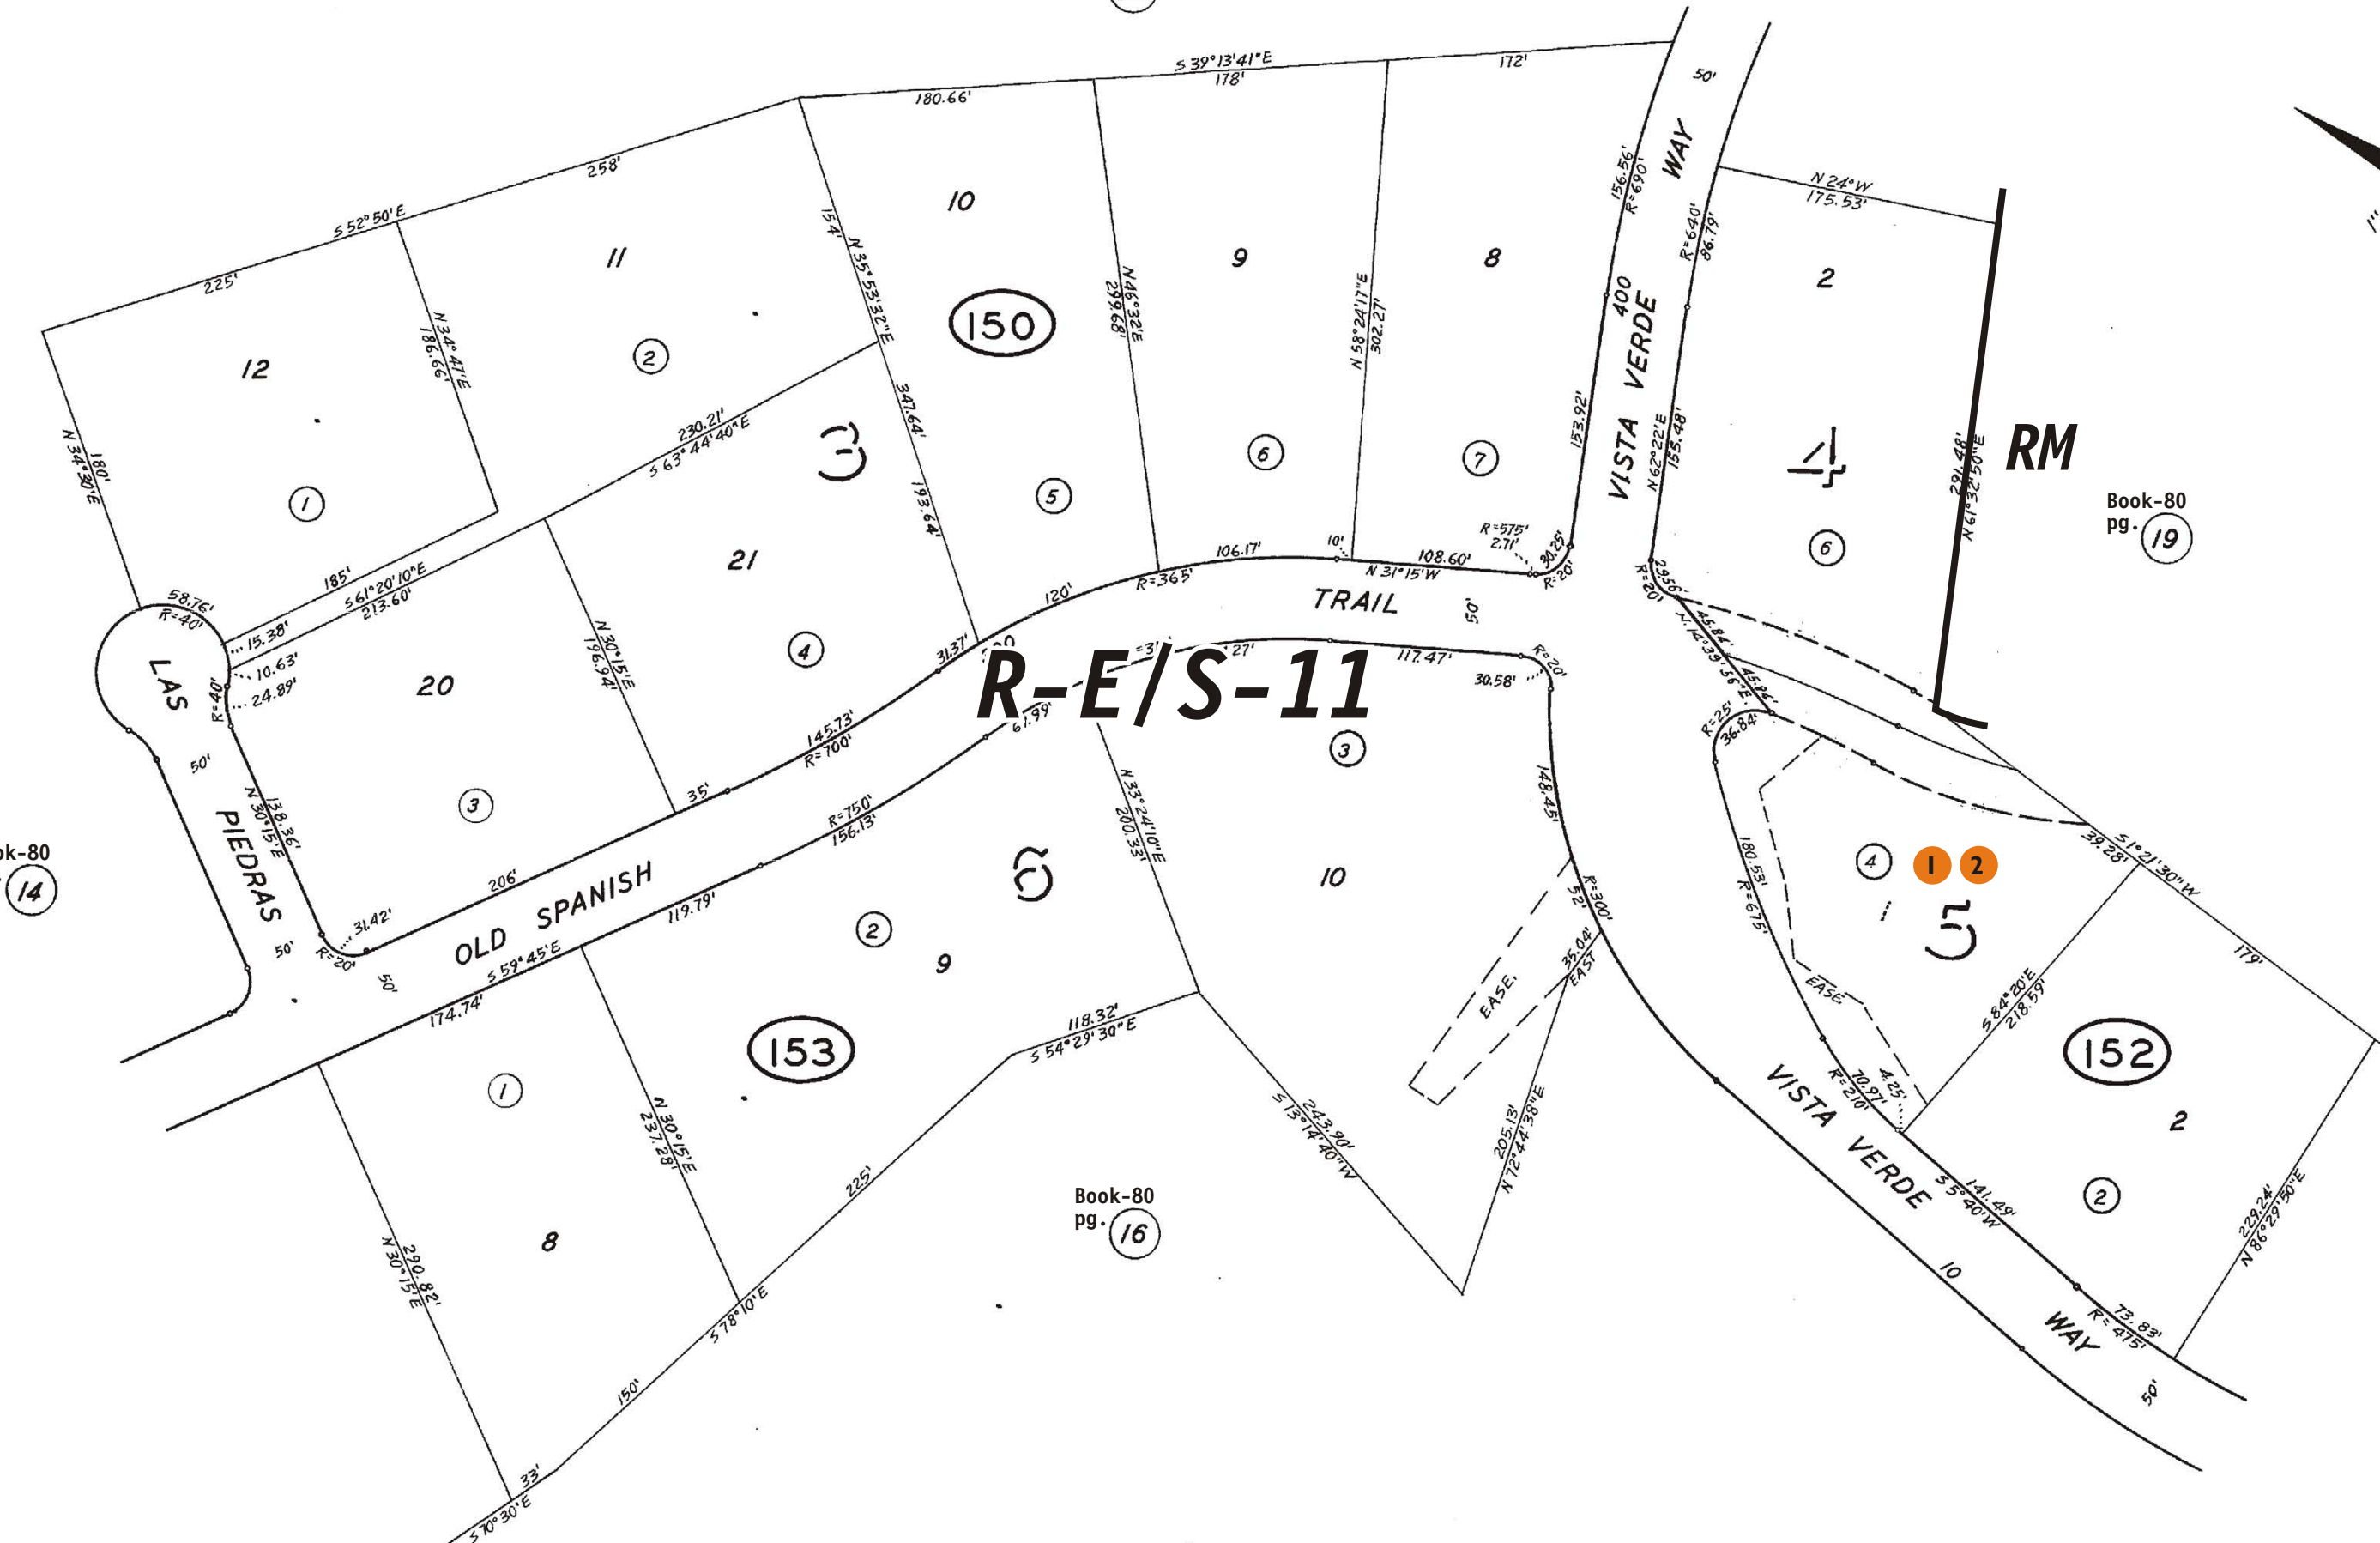 S 39°13'41"E
178'
172'
180.66'
50'
258'
S 52°50'E
225'
10
11
12
9
8
2
150
154'
N 35°53'32"E
347.64'
193.64'
N 34°47'E
186.66'
N46°32'E
299.68'
N 58°24'17"E
302.27'
156.56'
R=690'
WAY
R=640'
86.79'
N 24°W
175.53'
400
VISTA VERDE
153.92'
N 62°22'E
155.48'
291.48'
N 61°32'50"E
RM
Book-80
pg. 19
4
6
3
2
1
230.21'
S 63°44'40"E
N 34°30'E
180'
5
6
7
21
R=575'
2.71'
30.25'
R=20'
10'
106.17'
R=365'
108.60'
N 31°15'W
120'
31.37'
TRAIL
50'
29.56'
R=20'
45.84'
N 14°39'56"E
45.94'
185'
S 61°20'10"E
213.60'
58.76'
R=40'
15.38'
10.63'
24.89'
R=40'
LAS
PIEDRAS
50'
50'
20
N 30°15'E
196.94'
4
3
R-E/S-11
27'
117.47'
R=20'
30.58'
61.99'
145.73'
R=700'
35'
206'
R=750'
156.13'
138.36'
N 30°15'E
31.42'
R=20'
50'
OLD SPANISH
S 59°45'E
119.79'
174.74'
3
10
148.45'
R=300'
52'
35.04'
EAST
EASE.
N33°24'10"E
200.33'
6
2
9
153
118.32'
S 54°29'30"E
R=25'
36.84'
180.53'
R=675'
4
1
2
1
5
EASE.
S 1°21'30"W
39.28'
179'
S 84°20'E
218.59'
152
2
2
70.97'
R=210'
4.25'
VISTA VERDE
141.49'
S 5°40'W
229.24'
N 86°29'50"E
73.83'
R=475'
10
WAY
50'
ok-80
14
1
8
N 30°15'E
237.28'
N 30°15'E
290.82'
225'
S 78°10'E
150'
33'
S 70°30'E
Book-80
pg. 16
243.90'
S 13°14'40"W
205.13'
N 72°44'38"E
1"